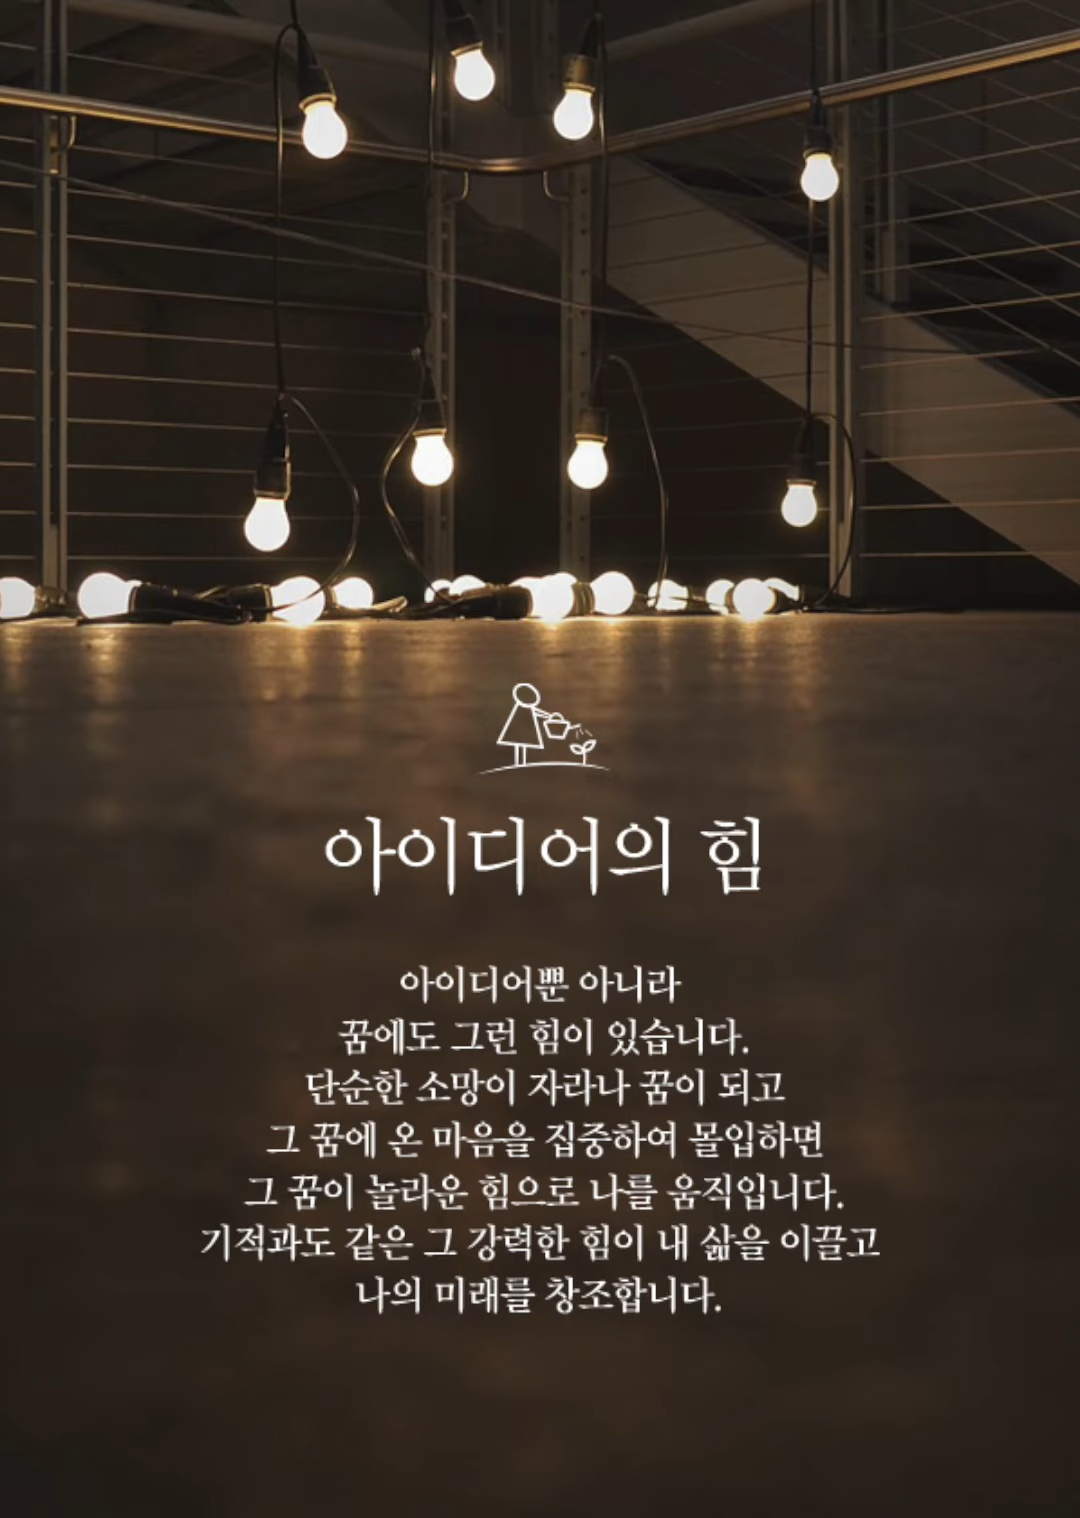 아이디어의 힘
아이디어뿐 아니라
꿈에도 그런 힘이 있습니다.
단순한 소망이 자라나 꿈이 되고
그 꿈에 온 마음을 집중하여 몰입하면
그 꿈이 놀라운 힘으로 나를 움직입니다.
기적과도 같은 그 강력한 힘이 내 삶을 이끌고
나의 미래를 창조합니다.